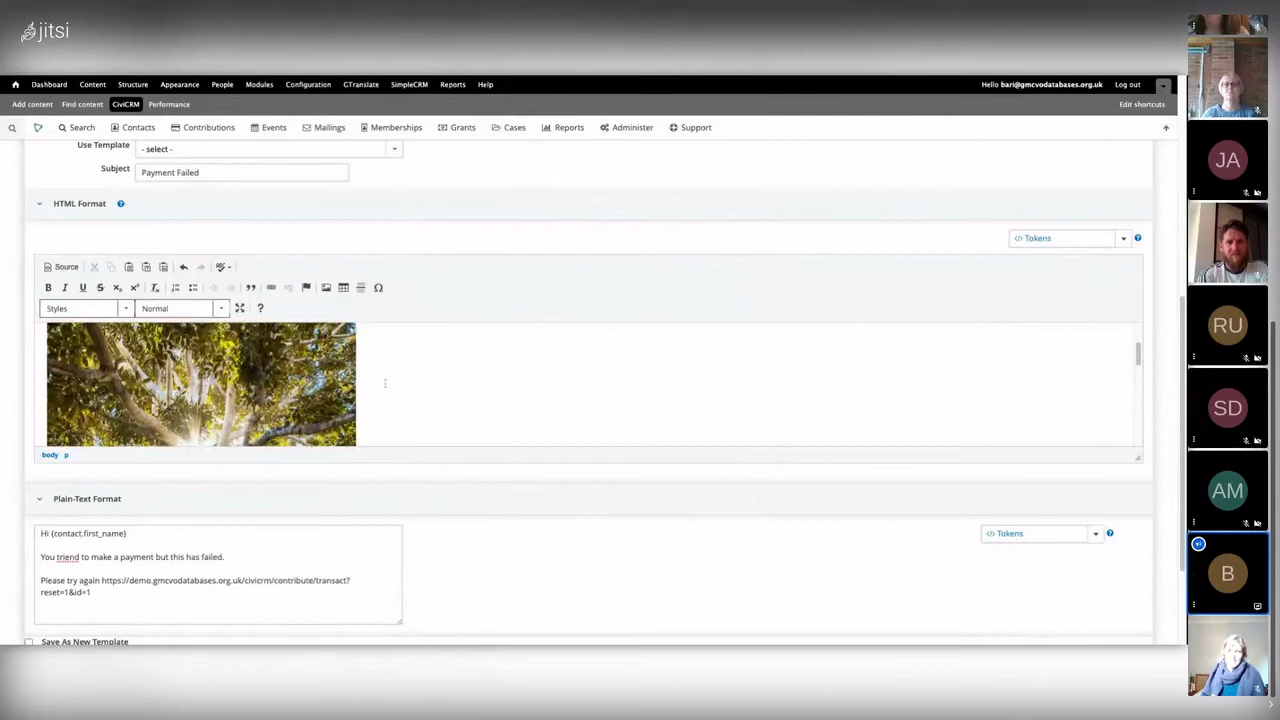 jitsi
Dashboard Content Structure Appearance People Modules Configuration GTranslate SimpleCRM Reports Help Hello bari@gmcvodatabases.org.uk Log out
Add content Find content CiviCRM Performance Edit shortcuts
Search Contacts Contributions Events Mailings Memberships Grants Cases Reports Administer Support
Use Template - select -
Subject Payment Failed
HTML Format ?
</> Tokens ?
Source
B I U S x² x₂ Tx Ω
Styles Normal ?
body p
Plain-Text Format
Hi {contact.first_name}
</> Tokens ?
You triend to make a payment but this has failed.
Please try again https://demo.gmcvodatabases.org.uk/civicrm/contribute/transact?
reset=1&id=1
Save As New Template
JA
RU
SD
AM
B